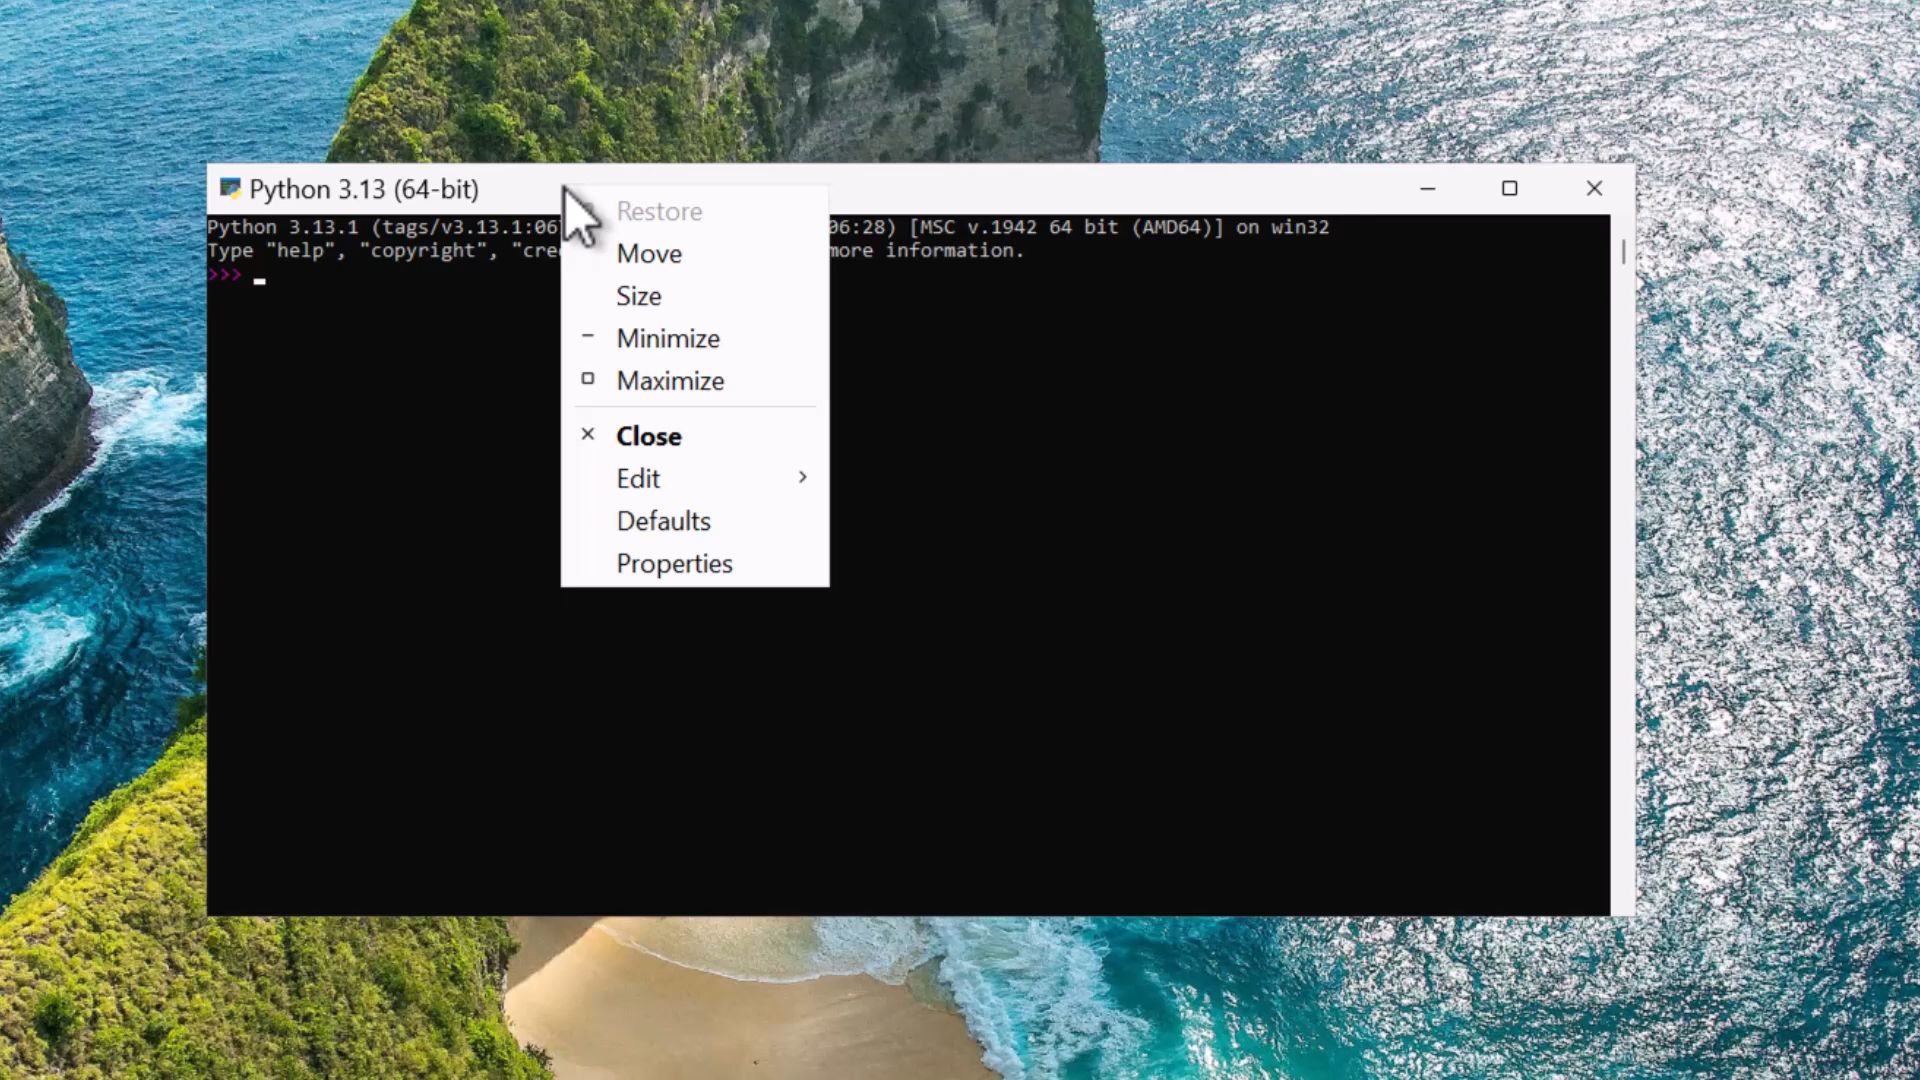 Python 3.13 (64-bit)
Python 3.13.1 (tags/v3.13.1:06 06:28) [MSC v.1942 64 bit (AMD64)] on win32
Type "help", "copyright", "cre more information.
>>>
Restore
Move
Size
Minimize
Maximize
Close
Edit
Defaults
Properties